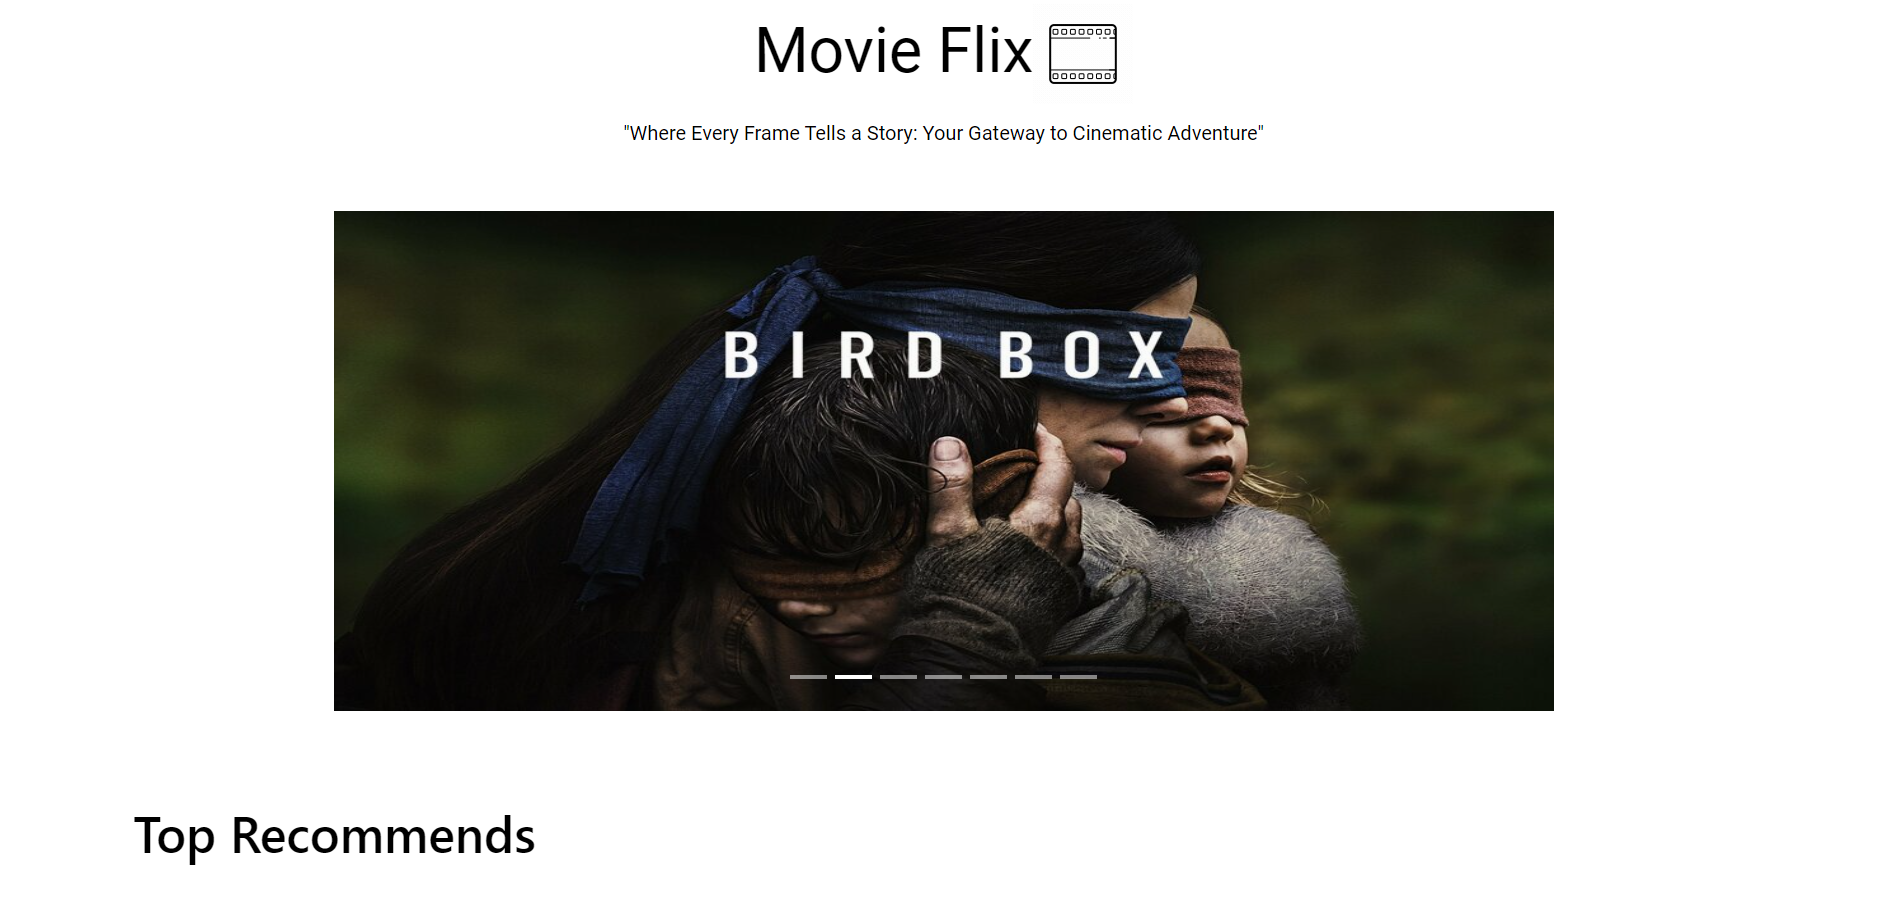 Movie Flix
"Where Every Frame Tells a Story: Your Gateway to Cinematic Adventure"
BIRD BOX
Top Recommends